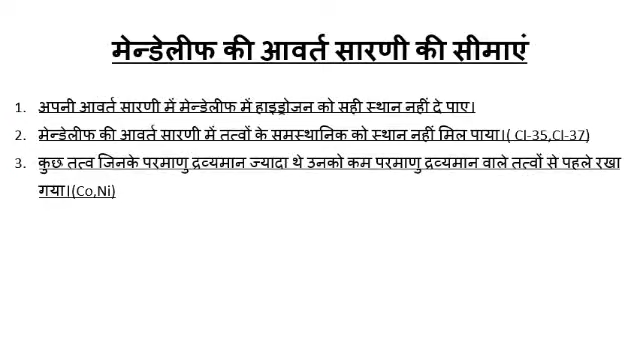 मेन्डेलीफ की आवर्त सारणी की सीमाएं
1. अपनी आवर्त सारणी में मेन्डेलीफ में हाइड्रोजन को सही स्थान नहीं दे पाए।
2. मेन्डेलीफ की आवर्त सारणी में तत्वों के समस्थानिक को स्थान नहीं मिल पाया।( Cl-35,Cl-37)
3. कुछ तत्व जिनके परमाणु द्रव्यमान ज्यादा थे उनको कम परमाणु द्रव्यमान वाले तत्वों से पहले रखा
गया।(Co,Ni)